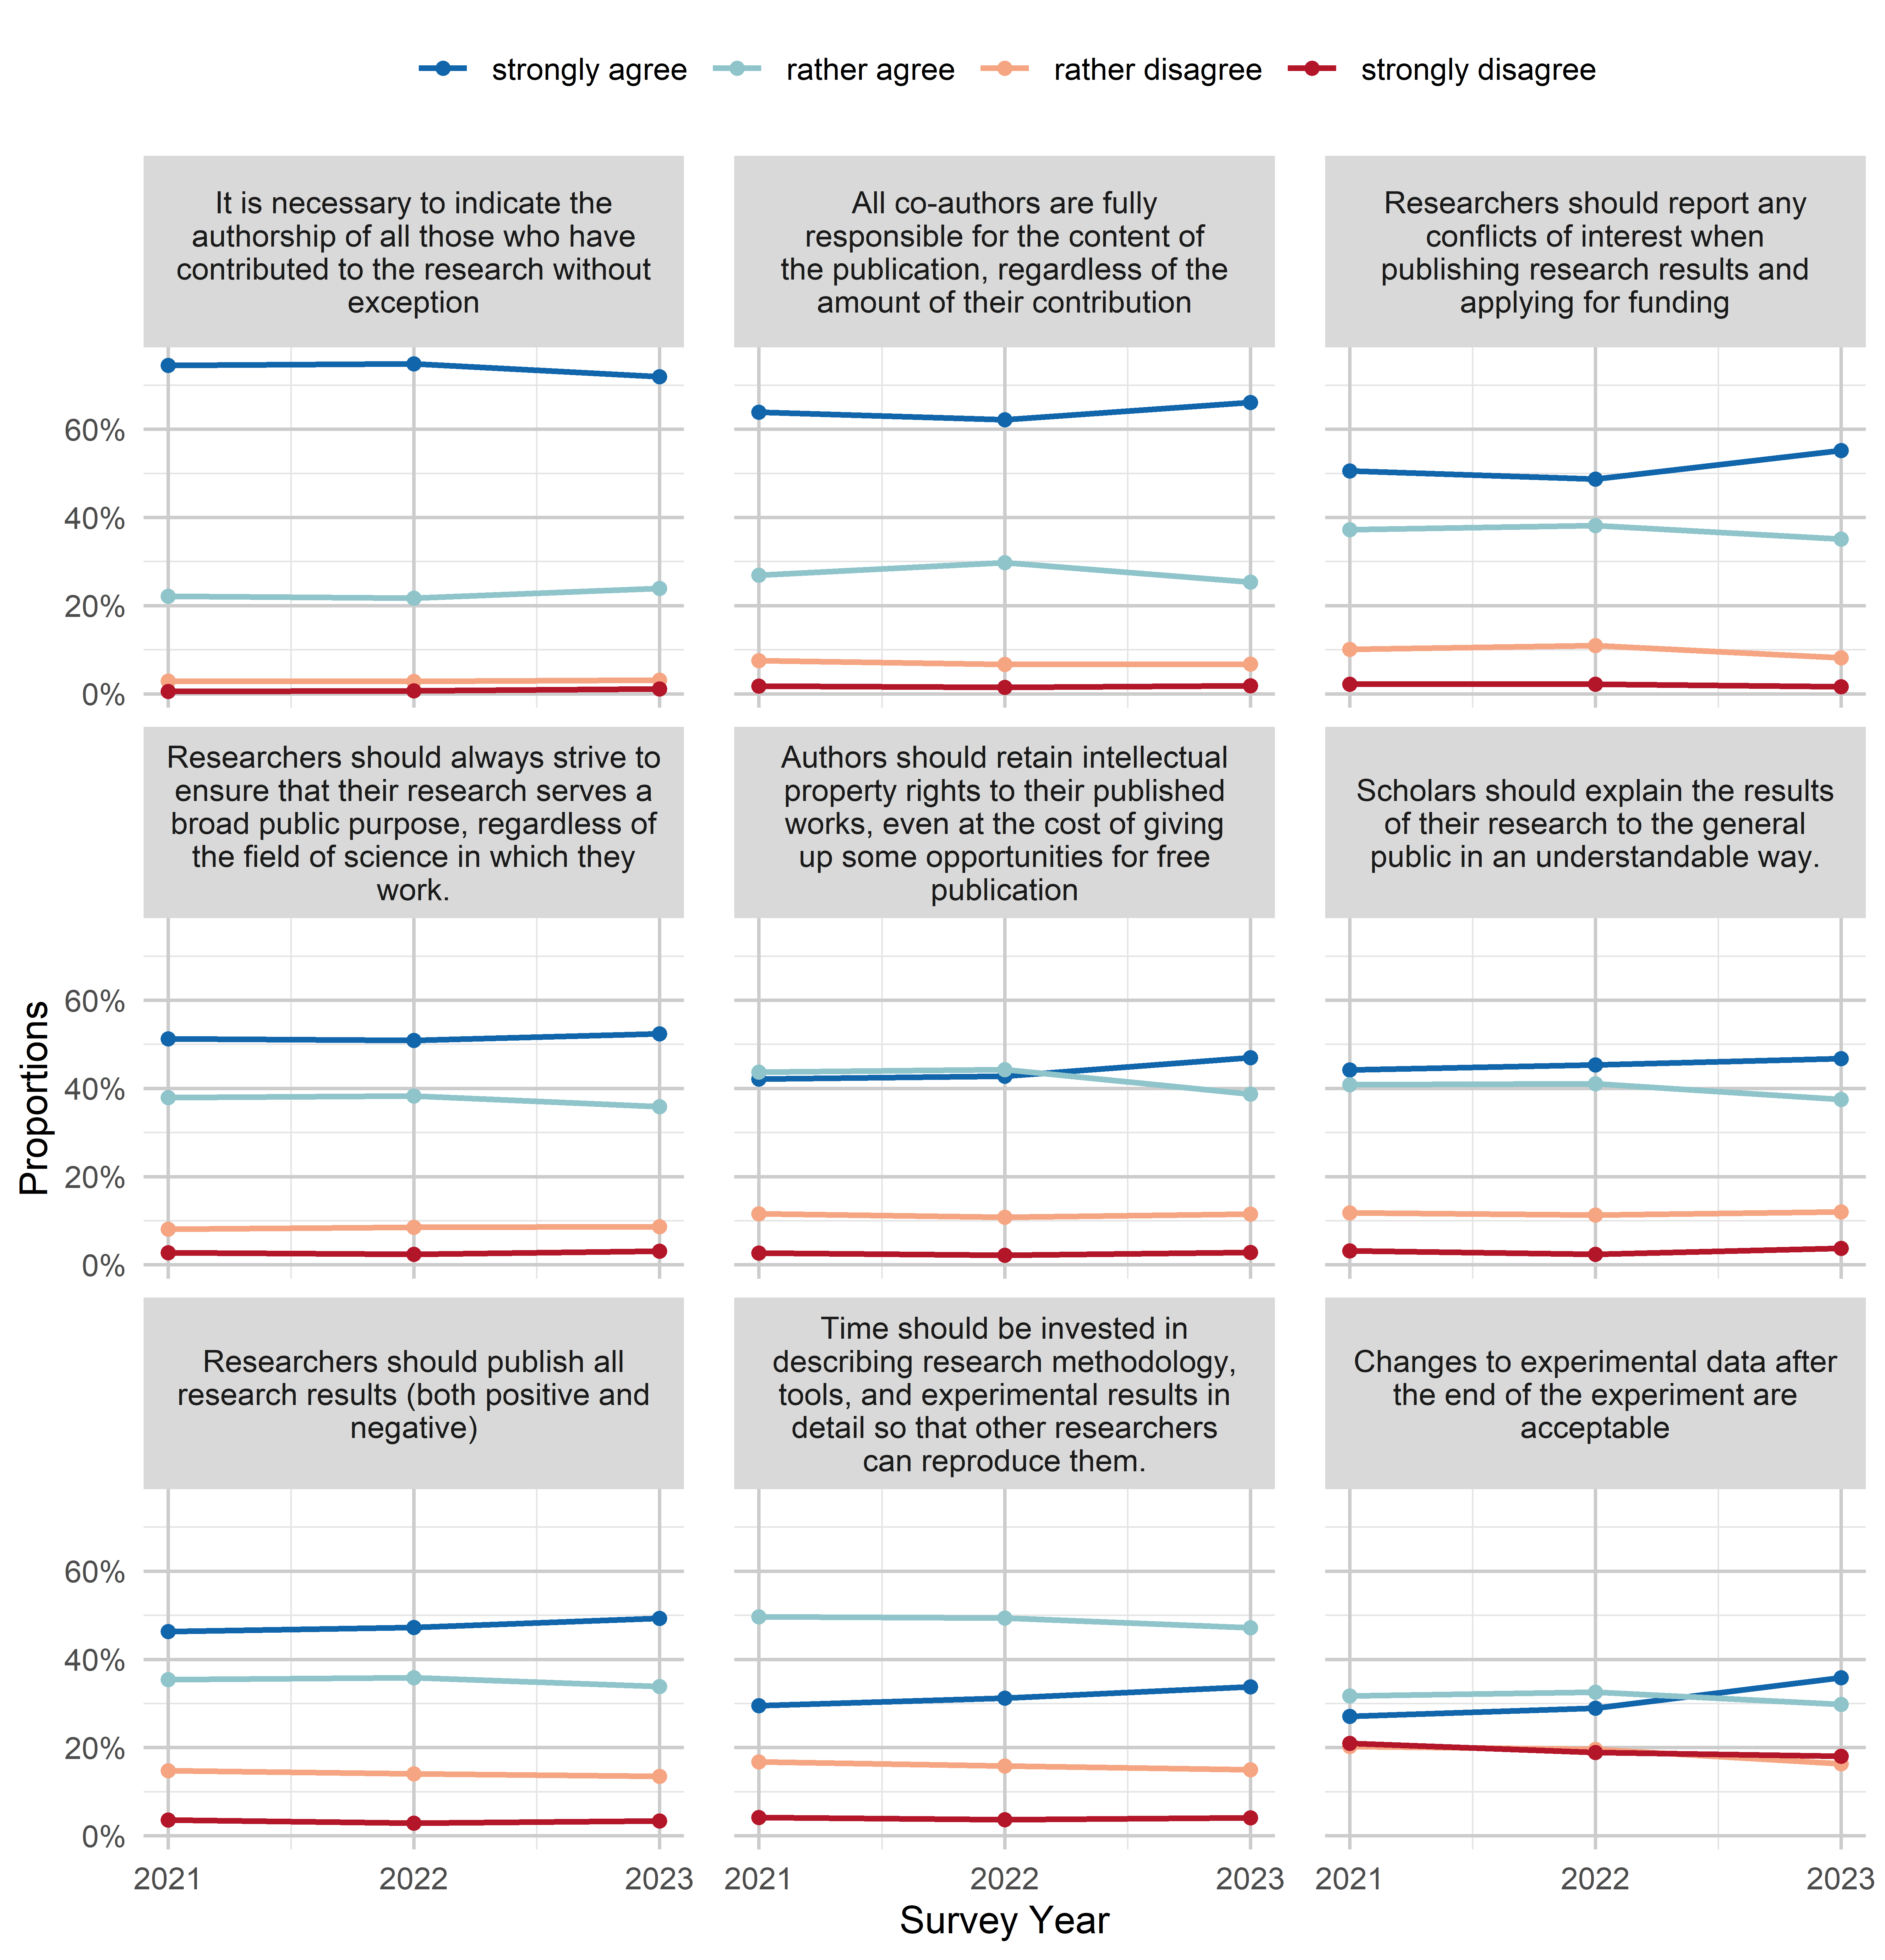 strongly agree rather agree rather disagree strongly disagree
It is necessary to indicate the
authorship of all those who have
contributed to the research without
exception
All co-authors are fully
responsible for the content of
the publication, regardless of the
amount of their contribution
Researchers should report any
conflicts of interest when
publishing research results and
applying for funding
60%
40%
20%
0%
Researchers should always strive to
ensure that their research serves a
broad public purpose, regardless of
the field of science in which they
work.
Authors should retain intellectual
property rights to their published
works, even at the cost of giving
up some opportunities for free
publication
Scholars should explain the results
of their research to the general
public in an understandable way.
Proportions
60%
40%
20%
0%
Researchers should publish all
research results (both positive and
negative)
Time should be invested in
describing research methodology,
tools, and experimental results in
detail so that other researchers
can reproduce them.
Changes to experimental data after
the end of the experiment are
acceptable
60%
40%
20%
0%
2021 2022 2023 2021 2022 2023 2021 2022 2023
Survey Year